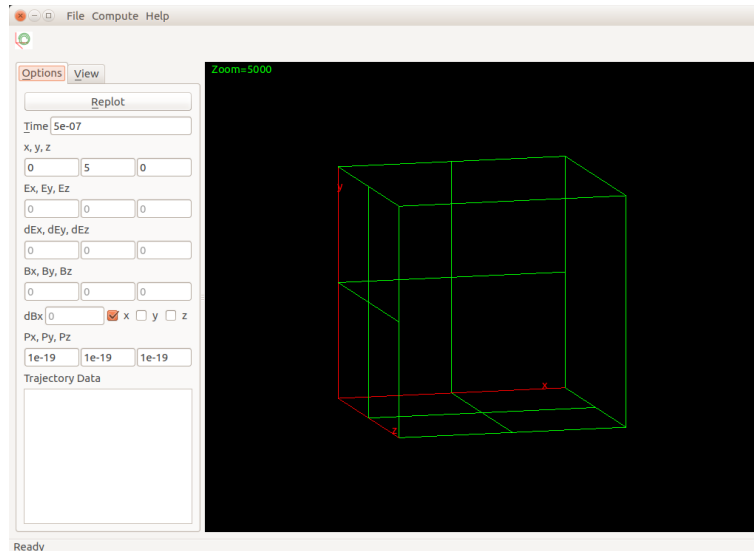 File Compute Help
Options View
Zoom=5000
Replot
Time 5e-07
x, y, z
0 5 0
Ex, Ey, Ez
0 0 0
dEx, dEy, dEz
0 0 0
Bx, By, Bz
0 0 0
dBx 0 x y z
Px, Py, Pz
1e-19 1e-19 1e-19
Trajectory Data
y
x
z
Ready